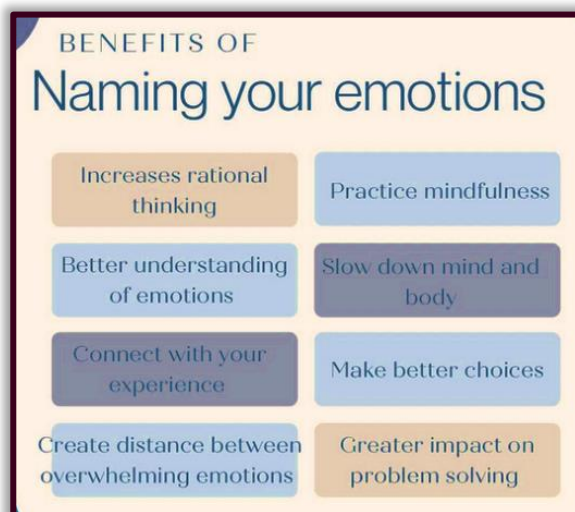 BENEFITS OF
Naming your emotions
Increases rational
thinking
Practice mindfulness
Better understanding
of emotions
Slow down mind and
body
Connect with your
experience
Make better choices
Create distance between
overwhelming emotions
Greater impact on
problem solving